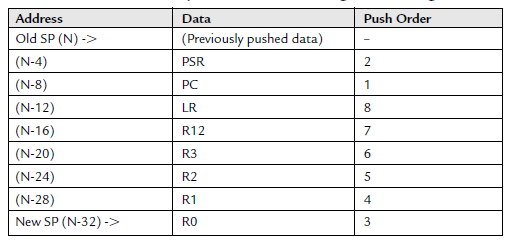 Address Data Push Order
Old SP (N) -> (Previously pushed data) –
(N-4) PSR 2
(N-8) PC 1
(N-12) LR 8
(N-16) R12 7
(N-20) R3 6
(N-24) R2 5
(N-28) R1 4
New SP (N-32) -> R0 3